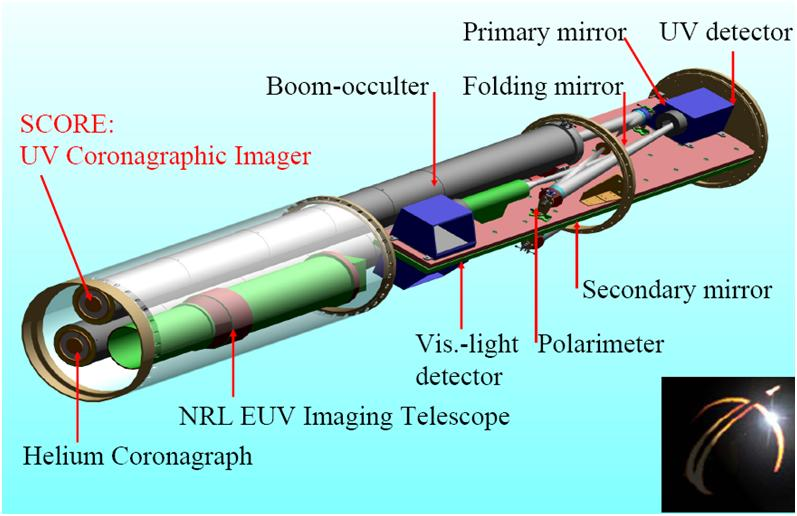 Primary mirror
UV detector
Boom-occulter
Folding mirror
SCORE:
UV Coronagraphic Imager
Secondary mirror
Vis.-light
detector
Polarimeter
NRL EUV Imaging Telescope
Helium Coronagraph